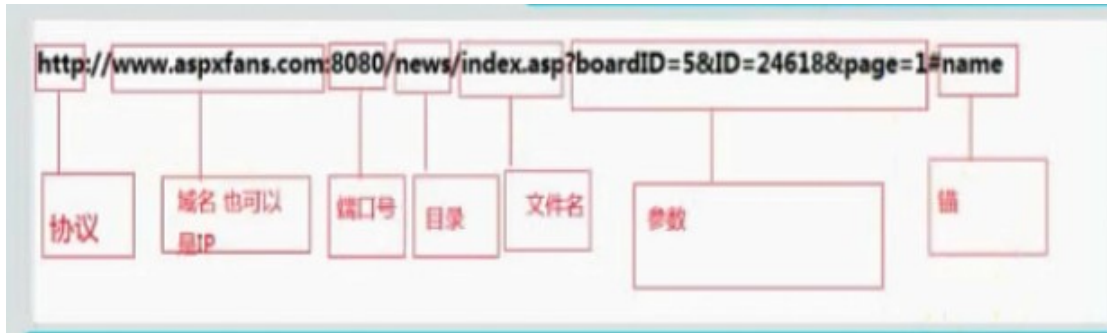 http://www.aspxfans.com:8080/news/index.asp?boardID=5&ID=24618&page=1#name
协议
域名 也可以
是IP
端口号
目录
文件名
参数
锚